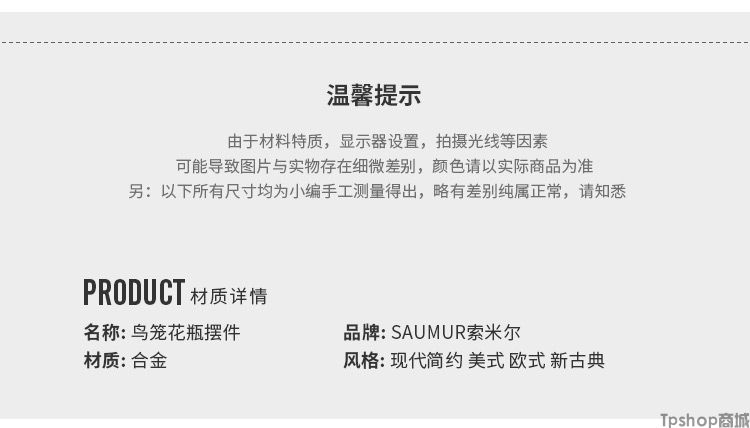 温馨提示
由于材料特质，显示器设置，拍摄光线等因素
可能导致图片与实物存在细微差别，颜色请以实际商品为准
另：以下所有尺寸均为小编手工测量得出，略有差别纯属正常，请知悉
PRODUCT 材质详情
名称: 鸟笼花瓶摆件 品牌: SAUMUR索米尔
材质: 合金 风格: 现代简约 美式 欧式 新古典
Tpshop商城